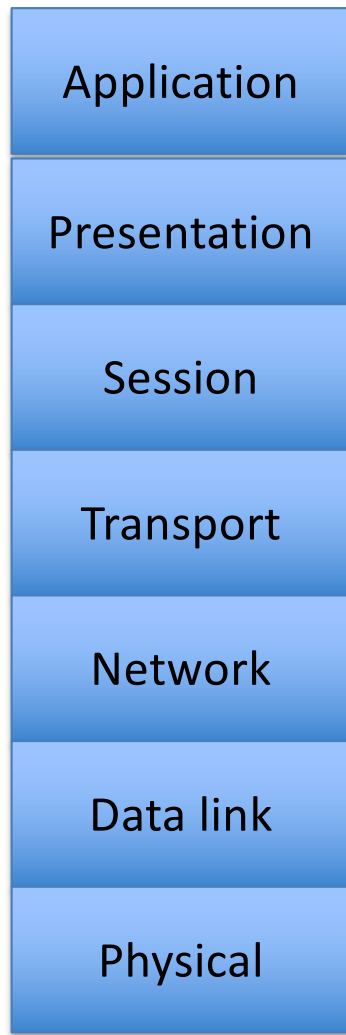 Application
Presentation
Session
Transport
Network
Data link
Physical